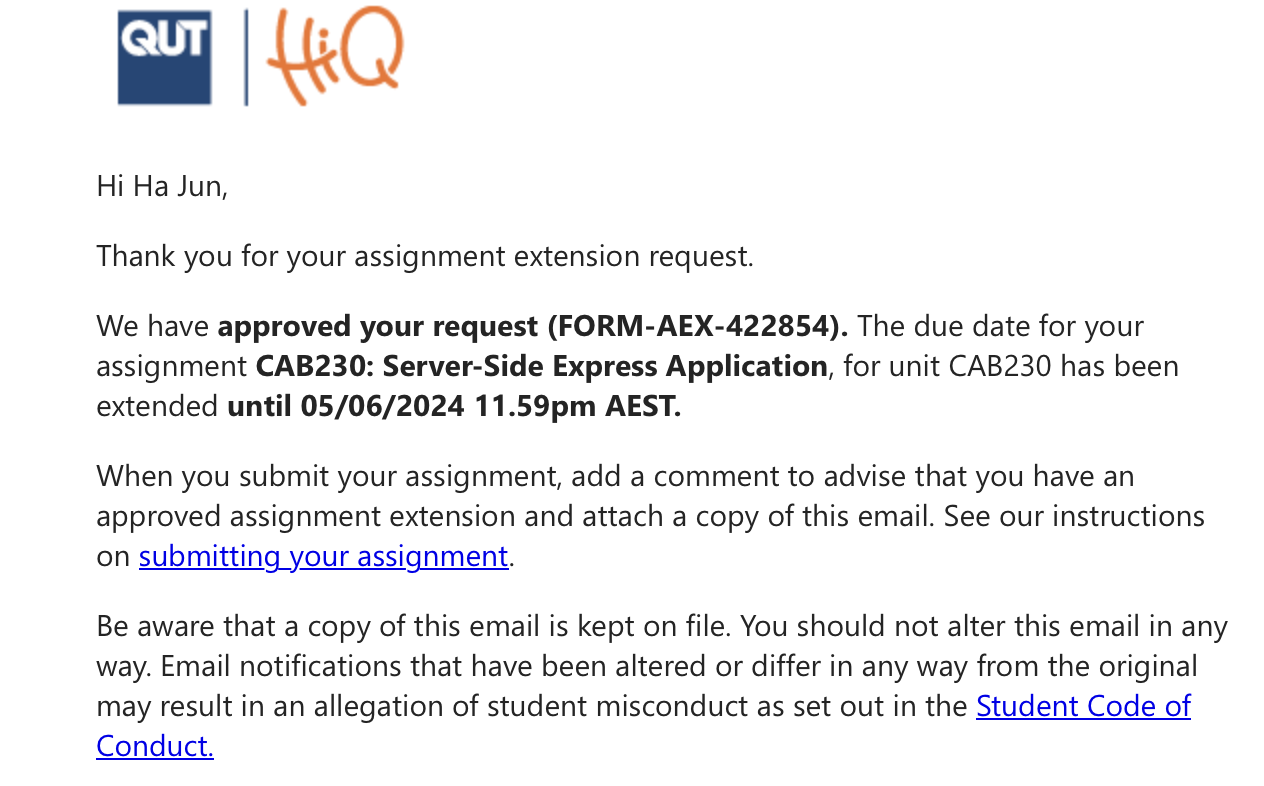 QUT | HiQ
Hi Ha Jun,
Thank you for your assignment extension request.
We have approved your request (FORM-AEX-422854). The due date for your
assignment CAB230: Server-Side Express Application, for unit CAB230 has been
extended until 05/06/2024 11.59pm AEST.
When you submit your assignment, add a comment to advise that you have an
approved assignment extension and attach a copy of this email. See our instructions
on submitting your assignment.
Be aware that a copy of this email is kept on file. You should not alter this email in any
way. Email notifications that have been altered or differ in any way from the original
may result in an allegation of student misconduct as set out in the Student Code of
Conduct.